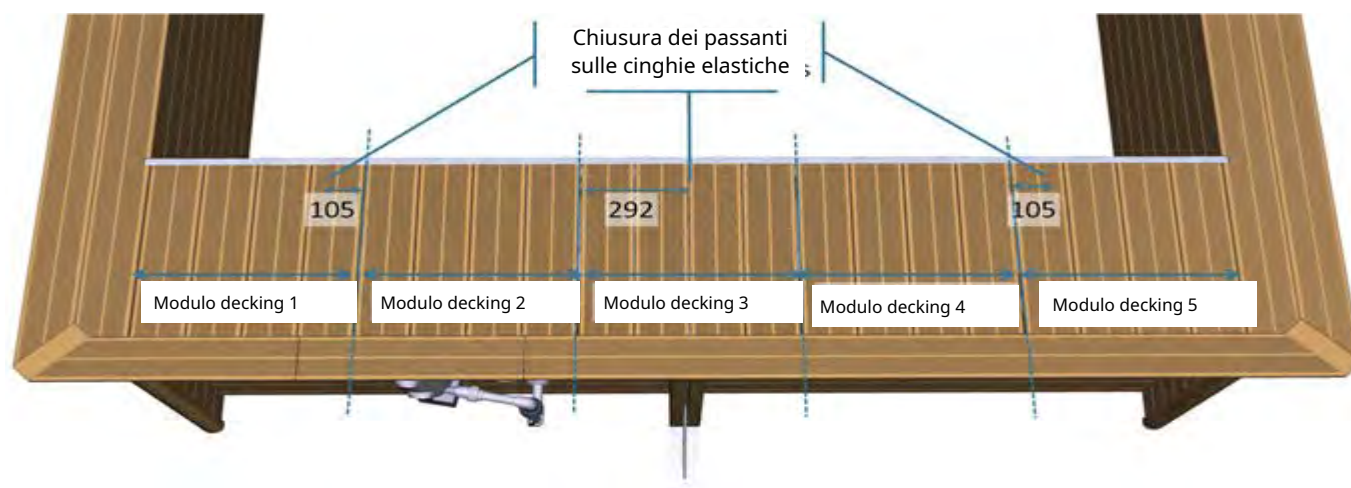 Chiusura dei passanti
sulle cinghie elastiche
105
292
105
Modulo decking 1
Modulo decking 2
Modulo decking 3
Modulo decking 4
Modulo decking 5